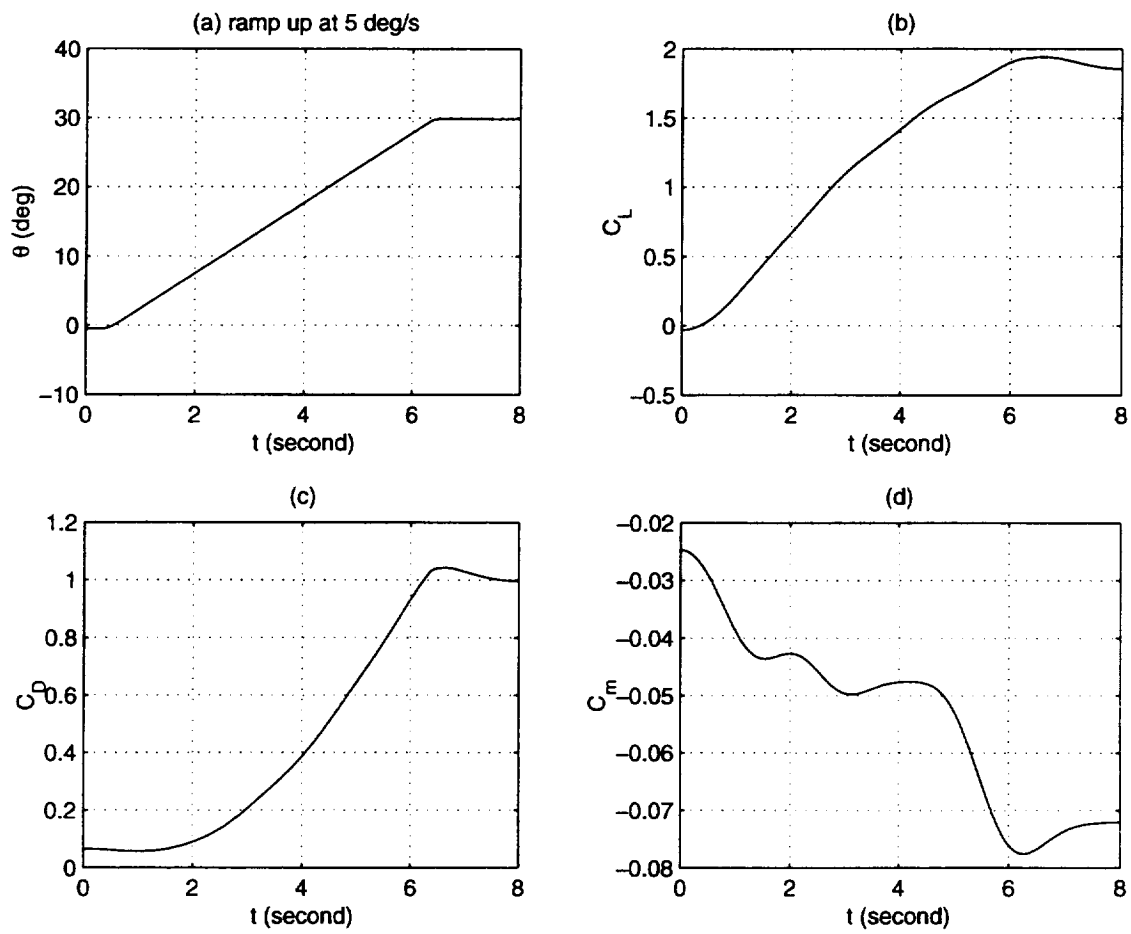 (a) ramp up at 5 deg/s
40
30
20
10
0
−10
θ (deg)
0 2 4 6 8
t (second)
(b)
2
1.5
1
0.5
0
−0.5
C_L
0 2 4 6 8
t (second)
(c)
1.2
1
0.8
0.6
0.4
0.2
0
C_D
0 2 4 6 8
t (second)
(d)
−0.02
−0.03
−0.04
−0.05
−0.06
−0.07
−0.08
C_m
0 2 4 6 8
t (second)